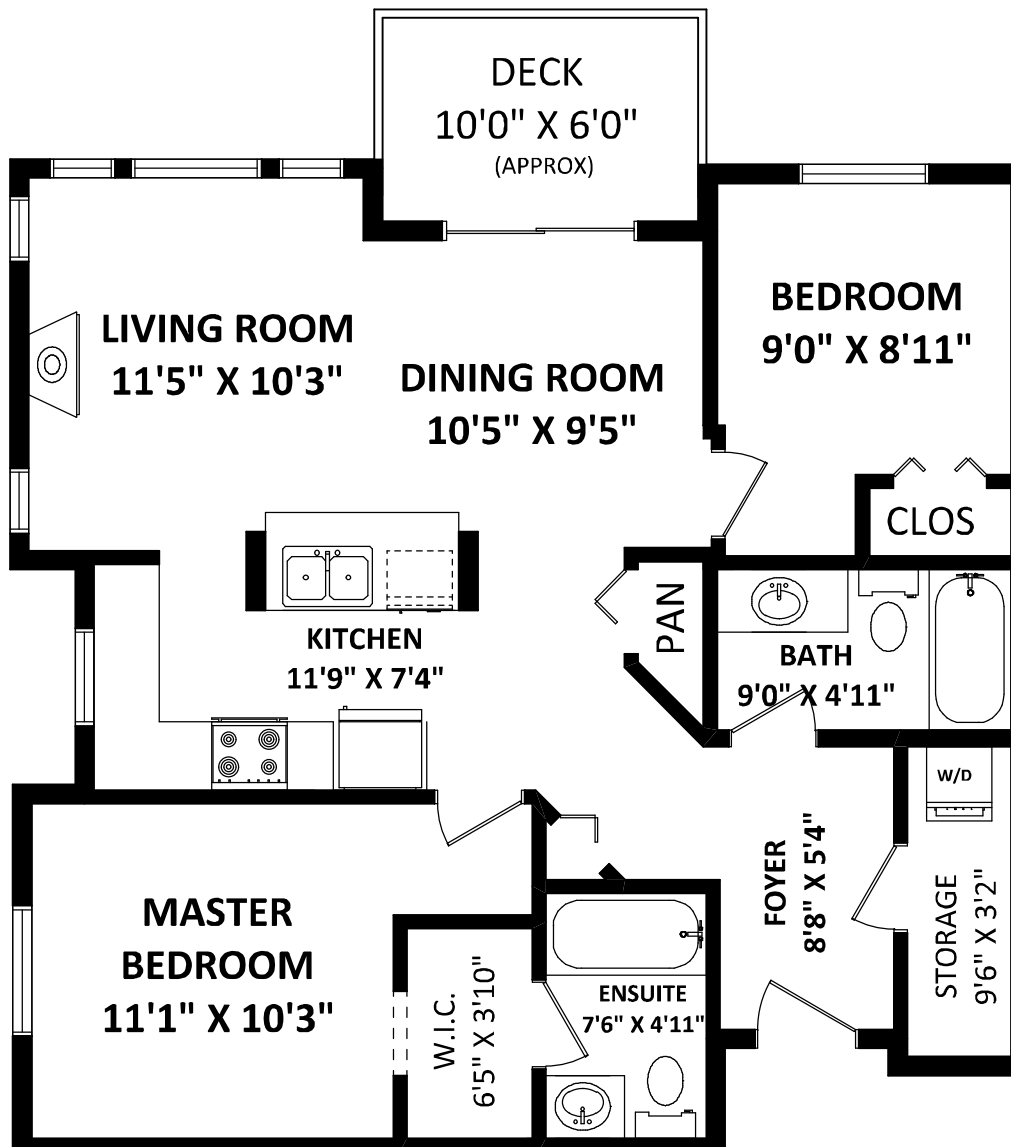 DECK
10'0" X 6'0"
(APPROX)
LIVING ROOM
11'5" X 10'3"
DINING ROOM
10'5" X 9'5"
BEDROOM
9'0" X 8'11"
CLOS
KITCHEN
11'9" X 7'4"
PAN
BATH
9'0" X 4'11"
W/D
FOYER
8'8" X 5'4"
STORAGE
9'6" X 3'2"
MASTER
BEDROOM
11'1" X 10'3"
W.I.C.
6'5" X 3'10"
ENSUITE
7'6" X 4'11"